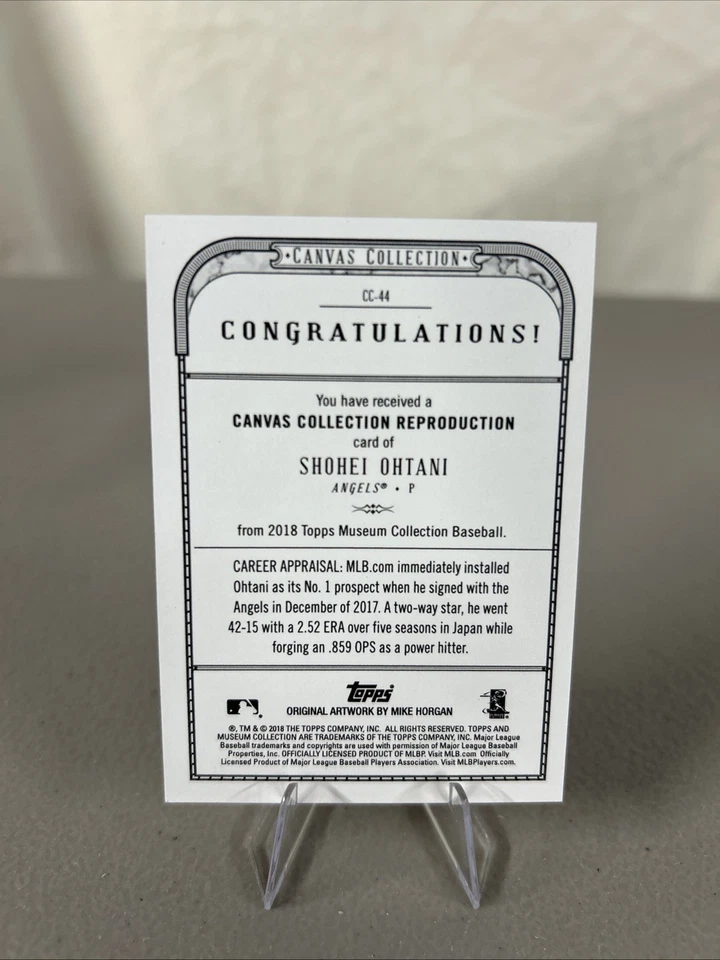 •CANVAS COLLECTION•
CC-44
CONGRATULATIONS!
You have received a
CANVAS COLLECTION REPRODUCTION
card of
SHOHEI OHTANI
ANGELS® • P
from 2018 Topps Museum Collection Baseball.
CAREER APPRAISAL: MLB.com immediately installed
Ohtani as its No. 1 prospect when he signed with the
Angels in December of 2017. A two-way star, he went
42-15 with a 2.52 ERA over five seasons in Japan while
forging an .859 OPS as a power hitter.
Topps
ORIGINAL ARTWORK BY MIKE HORGAN
®, TM & © 2018 THE TOPPS COMPANY, INC. ALL RIGHTS RESERVED. TOPPS AND
MUSEUM COLLECTION ARE TRADEMARKS OF THE TOPPS COMPANY, INC. Major League
Baseball trademarks and copyrights are used with permission of Major League Baseball
Properties, Inc. OFFICIALLY LICENSED PRODUCT OF MLBP. Visit MLB.com Officially
Licensed Product of Major League Baseball Players Association. Visit MLBPlayers.com.